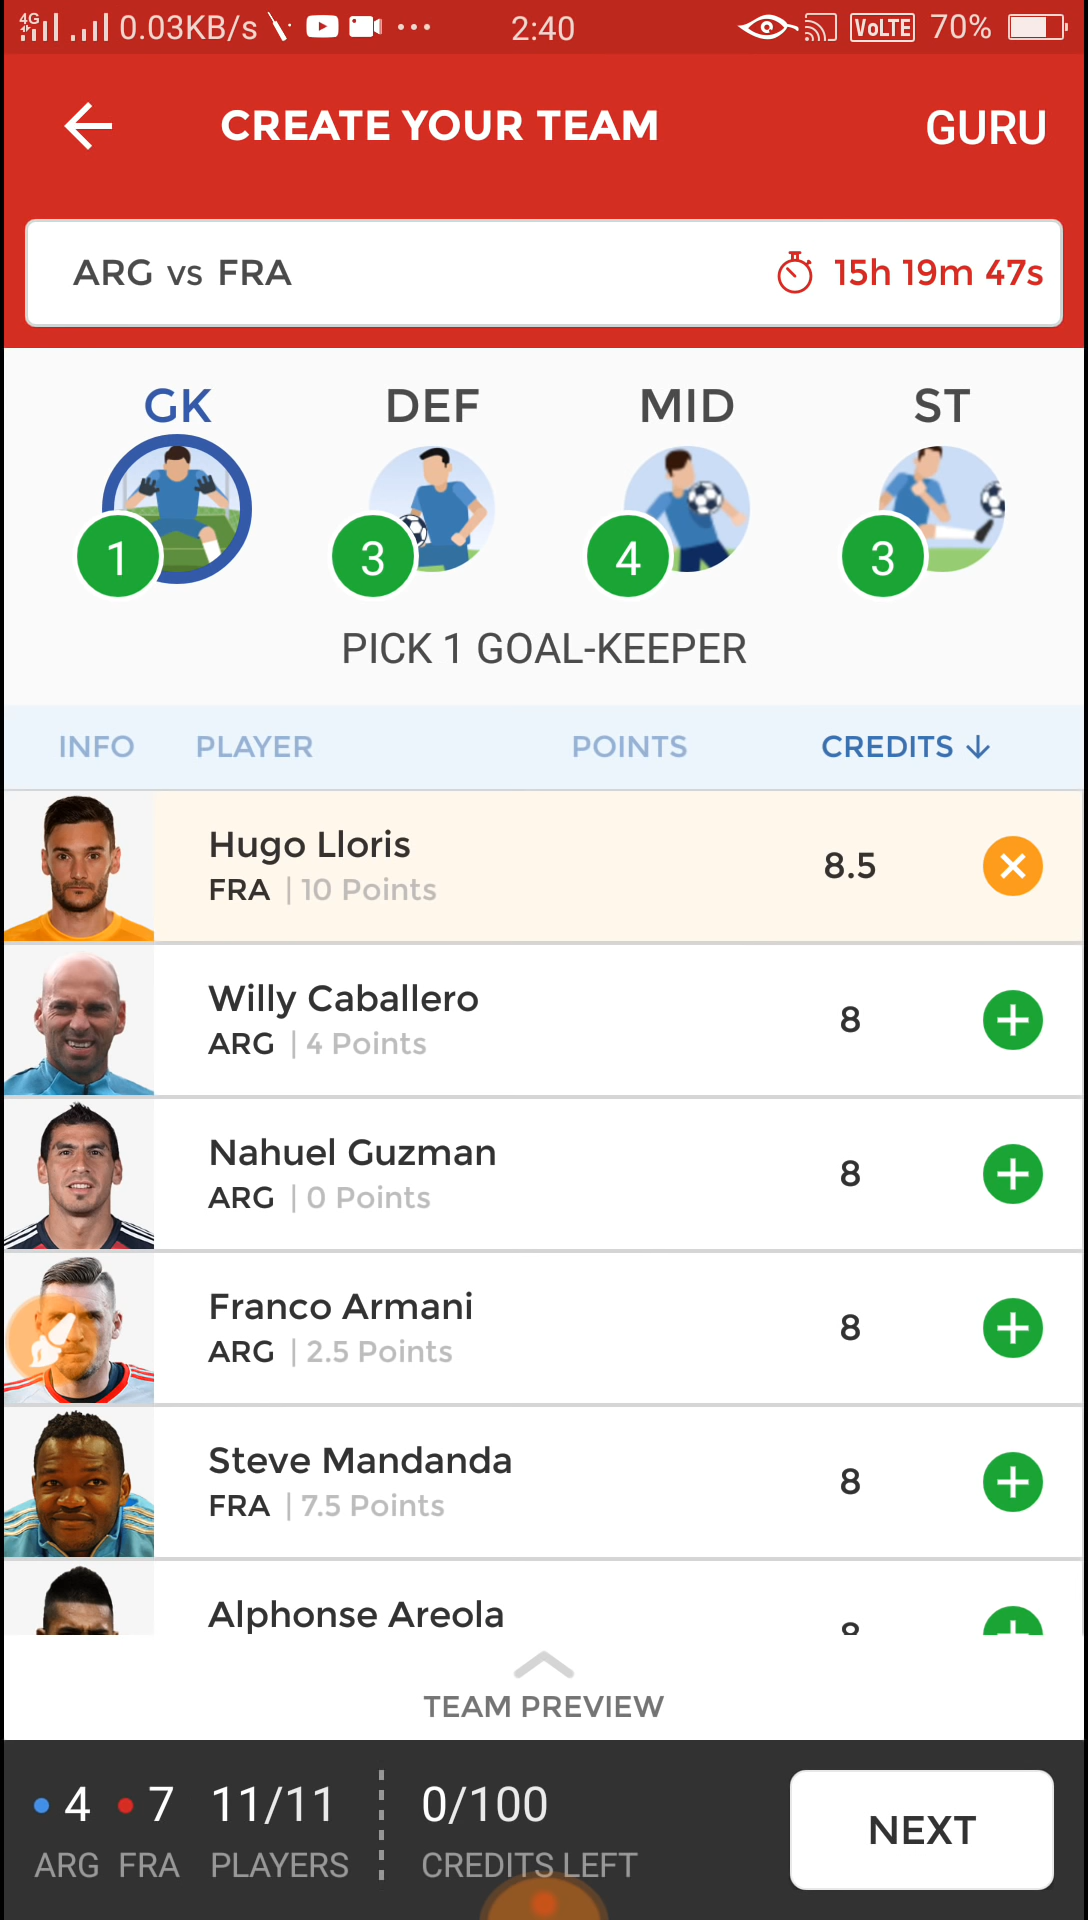 4G 0.03KB/s 2:40 VoLTE 70%
CREATE YOUR TEAM GURU
ARG vs FRA 15h 19m 47s
GK DEF MID ST
1 3 4 3
PICK 1 GOAL-KEEPER
INFO PLAYER POINTS CREDITS
Hugo Lloris
FRA | 10 Points 8.5
Willy Caballero
ARG | 4 Points 8
Nahuel Guzman
ARG | 0 Points 8
Franco Armani
ARG | 2.5 Points 8
Steve Mandanda
FRA | 7.5 Points 8
Alphonse Areola 8
TEAM PREVIEW
4 7 11/11 0/100
ARG FRA PLAYERS CREDITS LEFT
NEXT